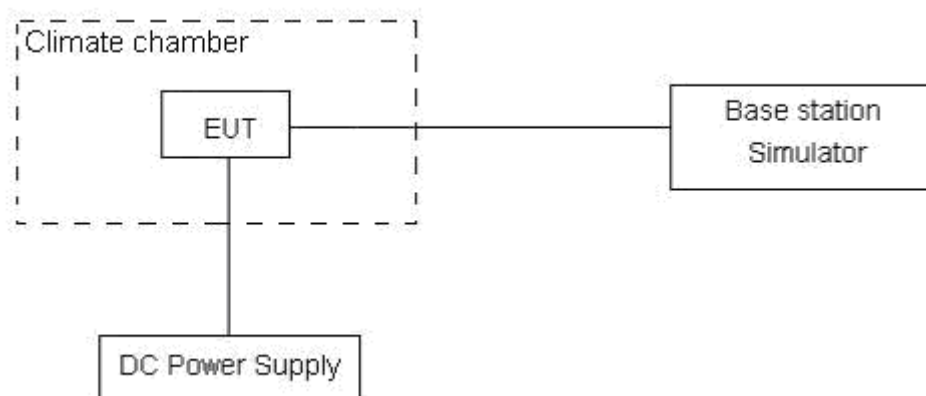 Climate chamber
EUT
Base station
Simulator
DC Power Supply